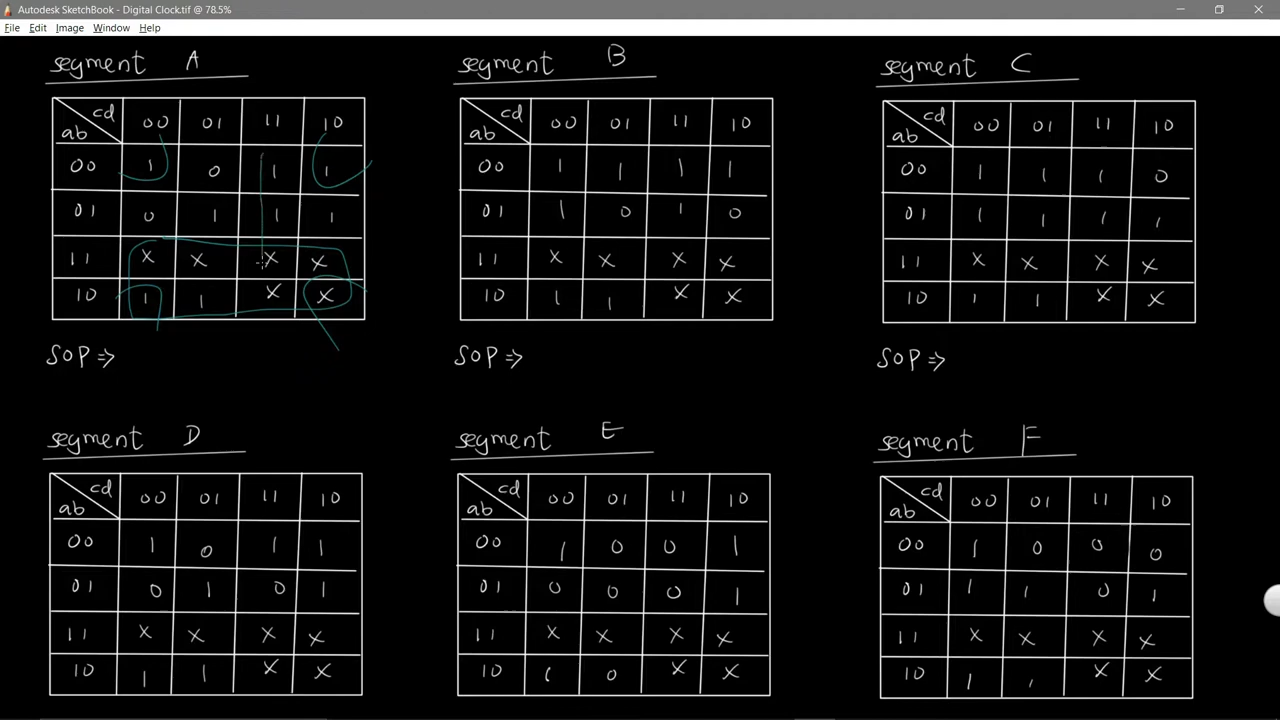 Autodesk SketchBook - Digital Clock.tif @ 78.5%
File Edit Image Window Help
segment A
cd
ab 00 01 11 10
00 1 0 1 1
01 0 1 1 1
11 x x x x
10 1 1 x x
SOP ⇒
segment B
cd
ab 00 01 11 10
00 1 1 1 1
01 1 0 1 0
11 x x x x
10 1 1 x x
SOP ⇒
segment C
cd
ab 00 01 11 10
00 1 1 1 0
01 1 1 1 1
11 x x x x
10 1 1 x x
SOP ⇒
segment D
cd
ab 00 01 11 10
00 1 0 1 1
01 0 1 0 1
11 x x x x
10 1 1 x x
segment E
cd
ab 00 01 11 10
00 1 0 0 1
01 0 0 0 1
11 x x x x
10 1 0 x x
segment F
cd
ab 00 01 11 10
00 1 0 0 0
01 1 1 0 1
11 x x x x
10 1 1 x x